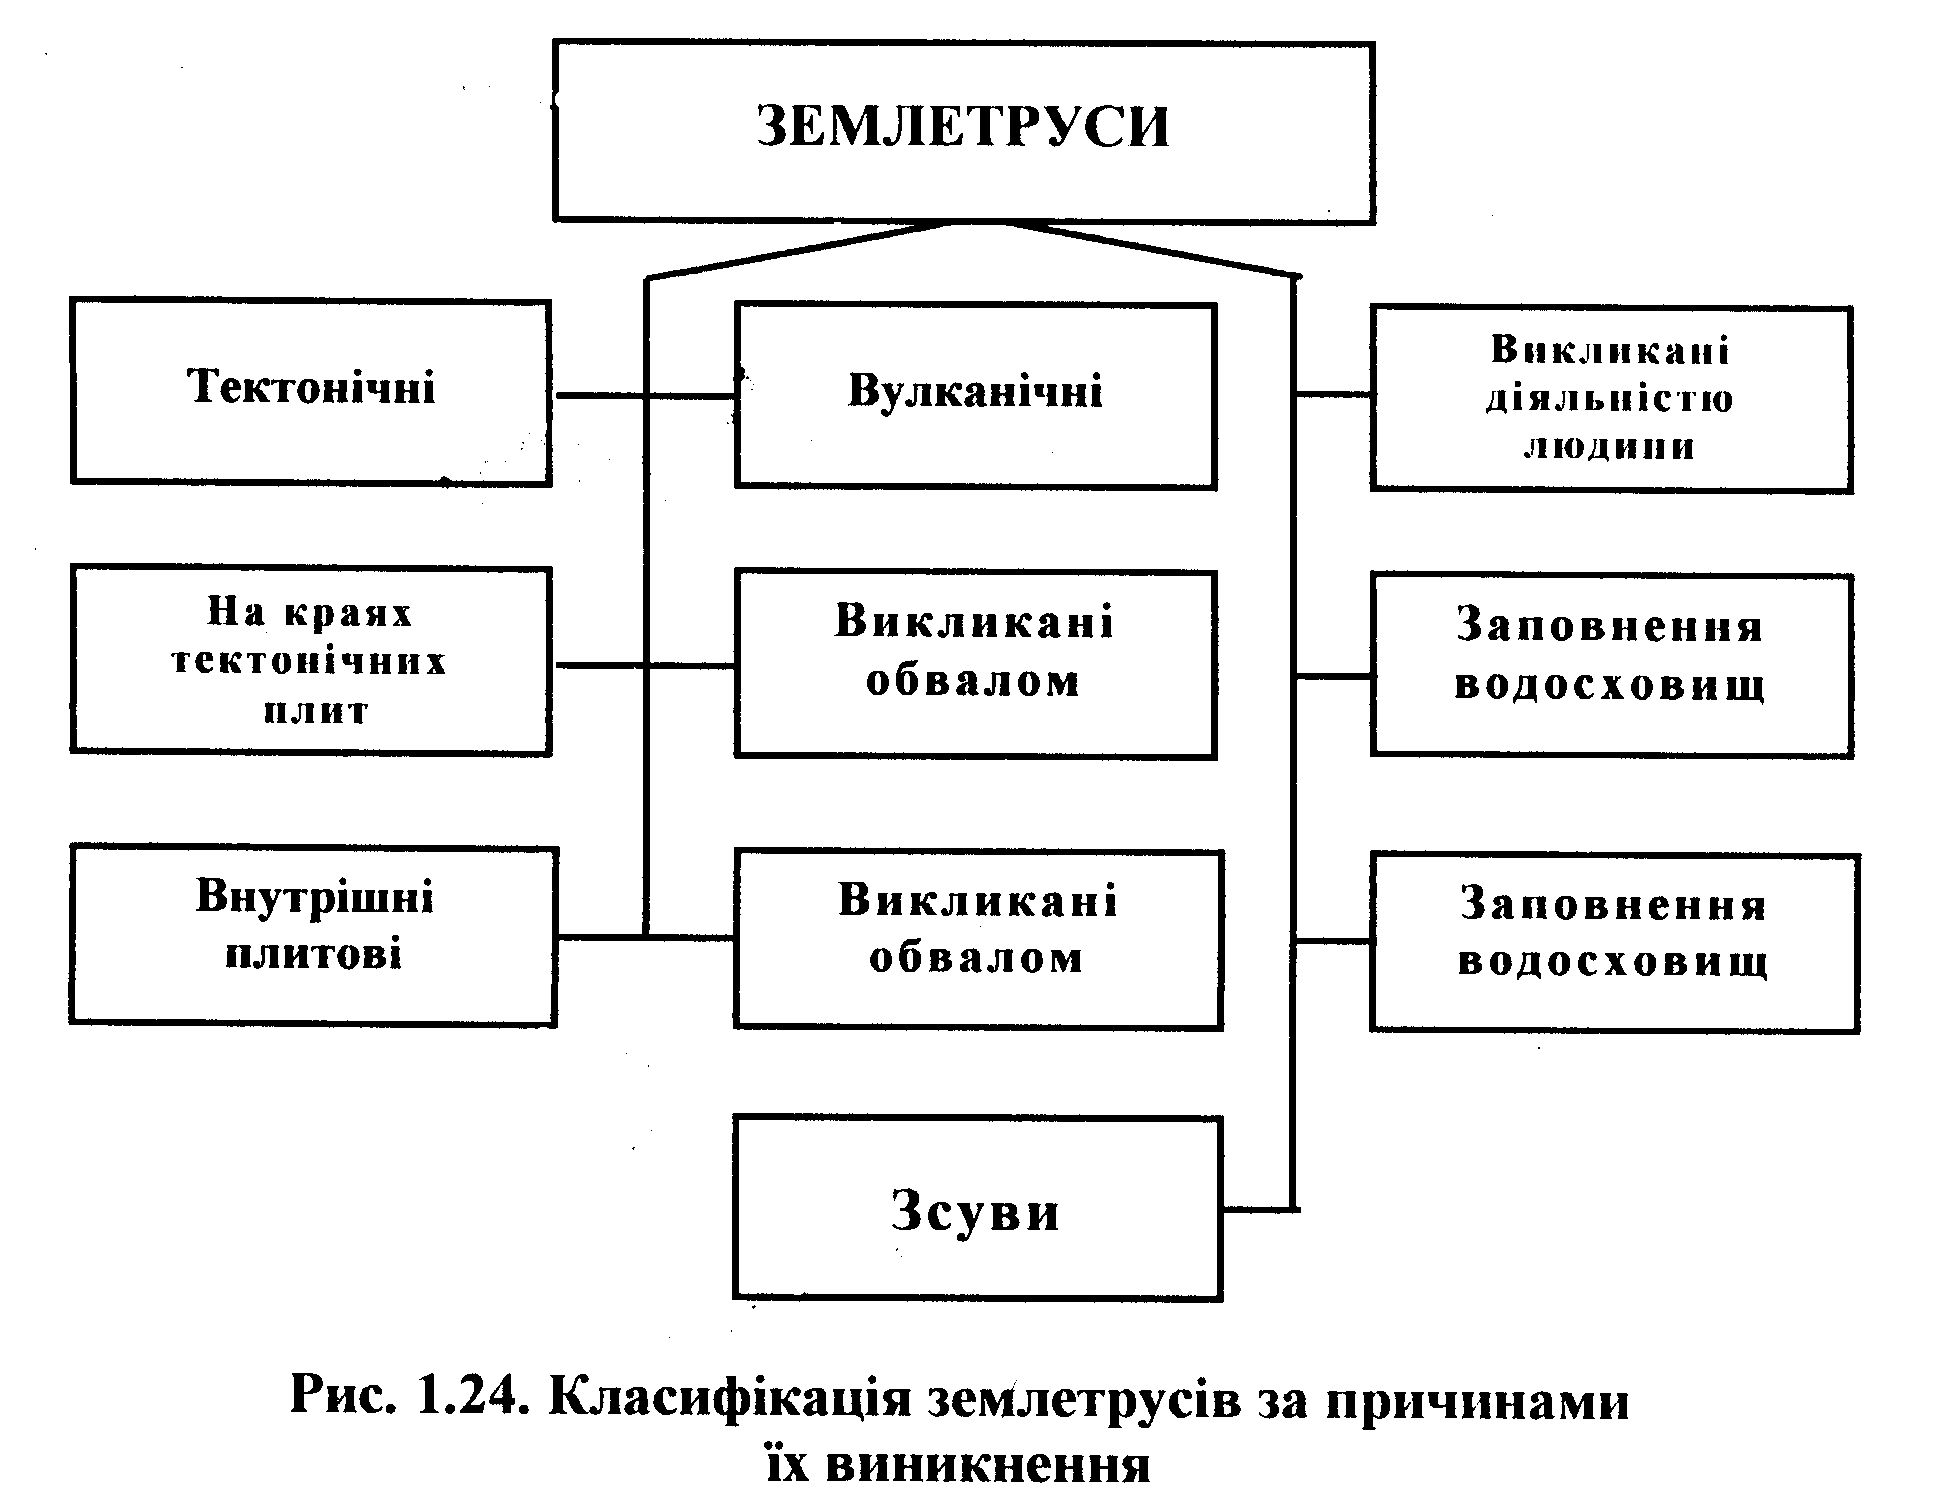 ЗЕМЛЕТРУСИ
Тектонічні
Вулканічні
Викликані
діяльністю
людини
На краях
тектонічних
плит
Викликані
обвалом
Заповнення
водосховищ
Внутрішні
плитові
Викликані
обвалом
Заповнення
водосховищ
Зсуви
Рис. 1.24. Класифікація землетрусів за причинами
їх виникнення